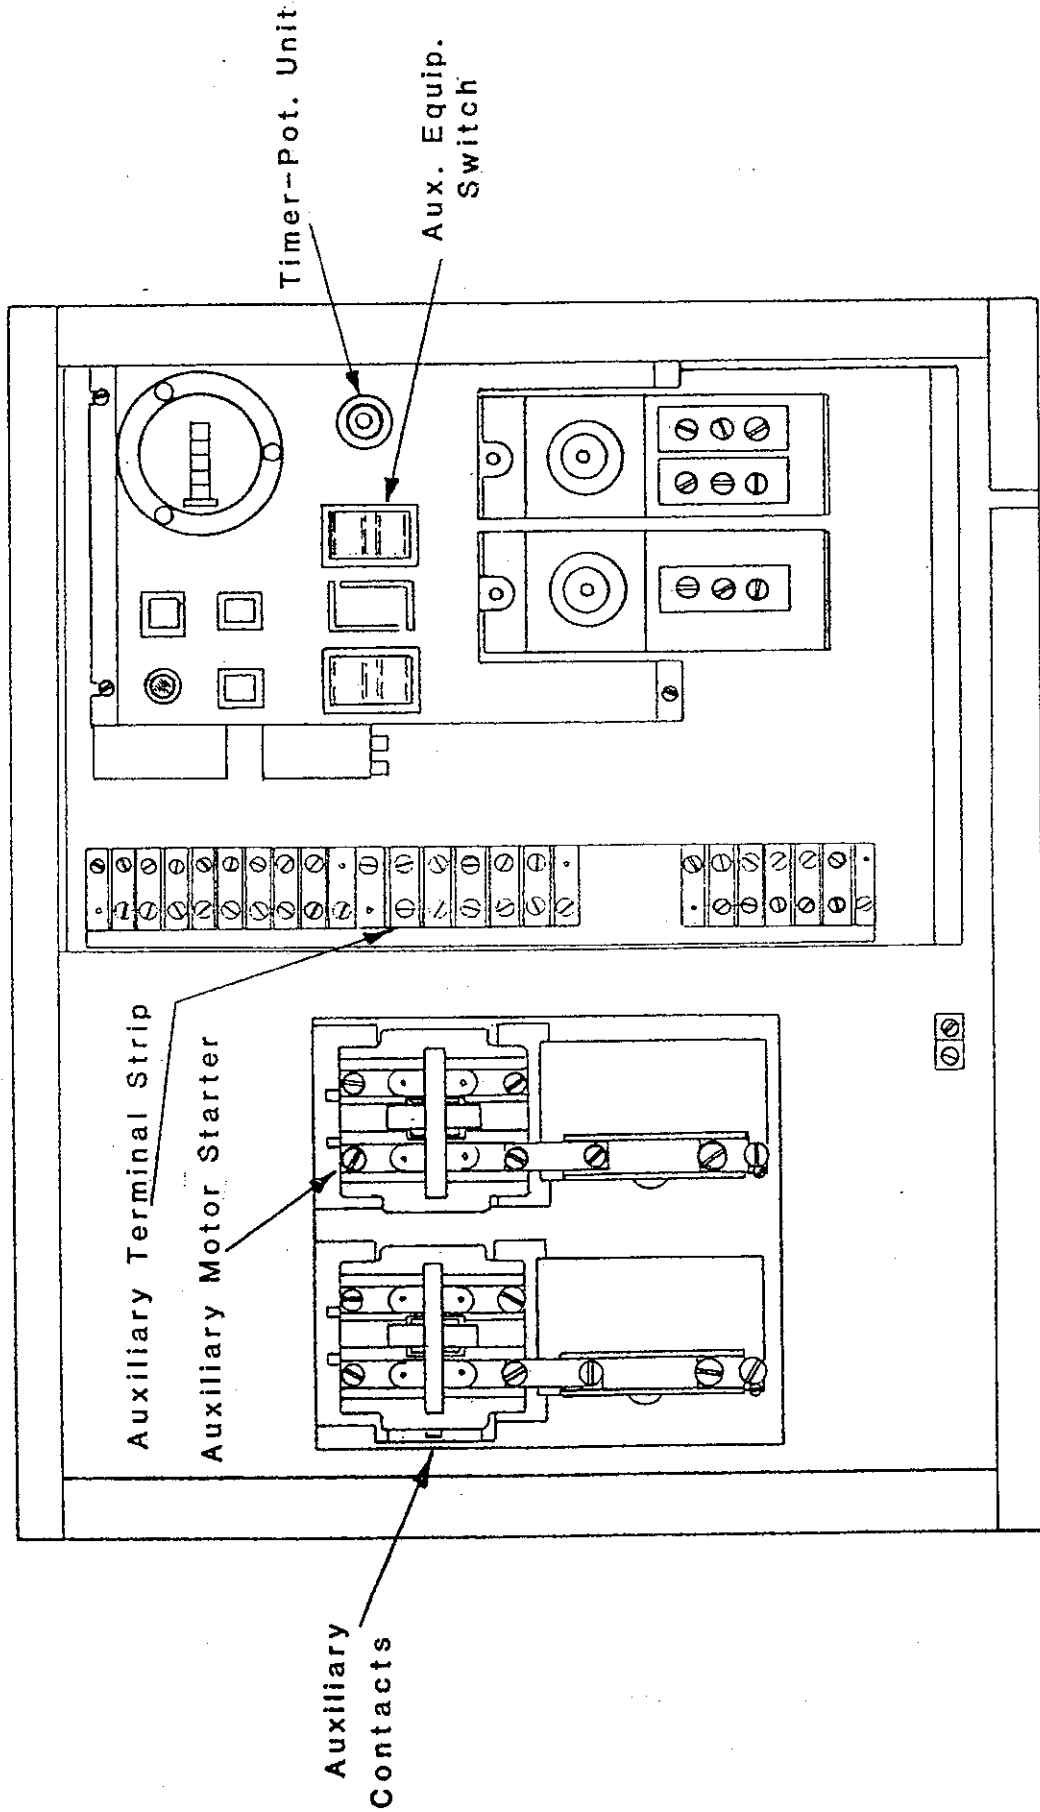 Timer-Pot. Unit
Aux. Equip.
Switch
Auxiliary Terminal Strip
Auxiliary Motor Starter
Auxiliary
Contacts